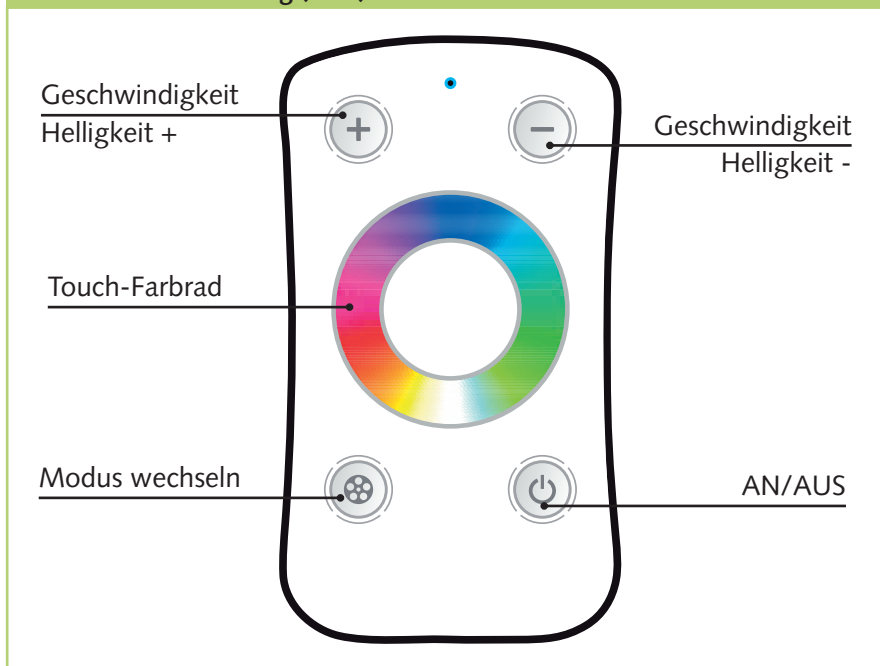 Geschwindigkeit
Helligkeit +
Geschwindigkeit
Helligkeit -
Touch-Farbrad
Modus wechseln
AN/AUS